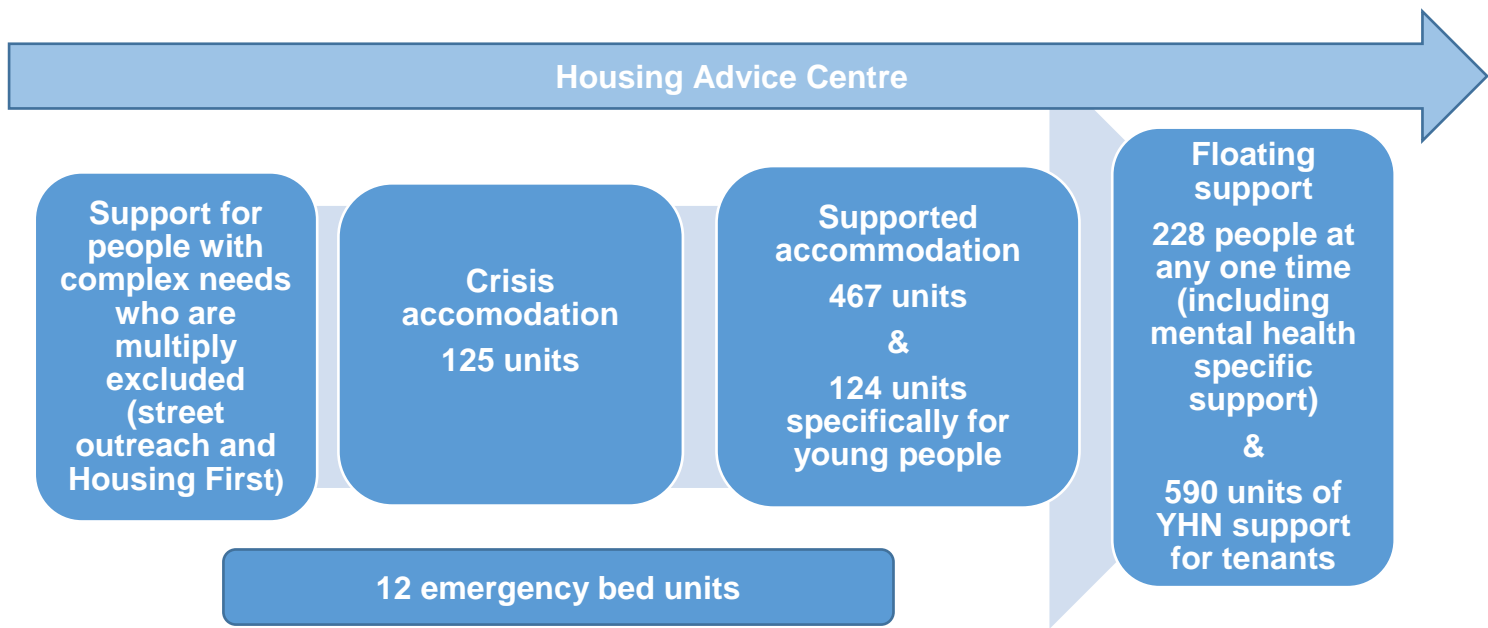 Housing Advice Centre
Support for
people with
complex needs
who are
multiply
excluded
(street
outreach and
Housing First)
Crisis
accomodation
125 units
Supported
accommodation
467 units
&
124 units
specifically for
young people
Floating
support
228 people at
any one time
(including
mental health
specific
support)
&
590 units of
YHN support
for tenants
12 emergency bed units